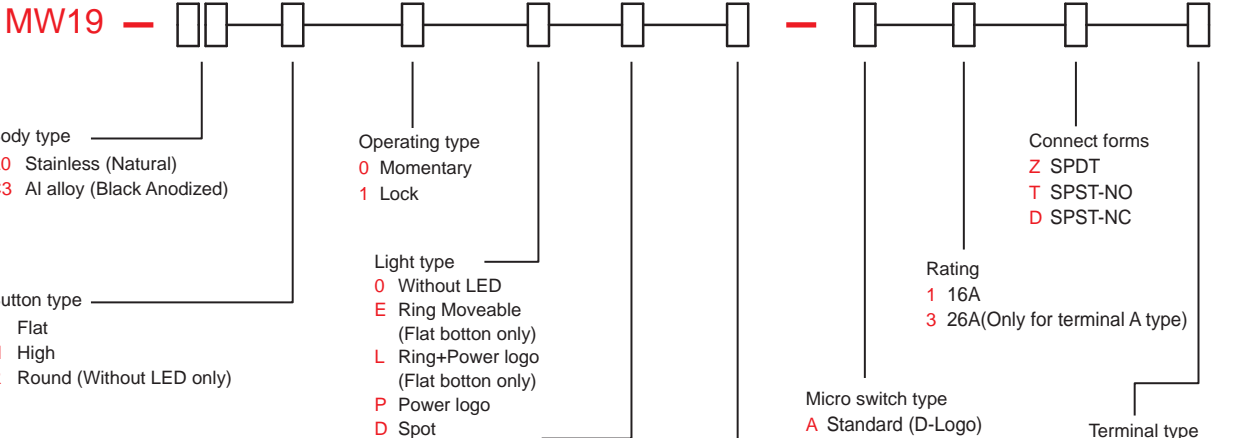 MW19
ody type
0 Stainless (Natural)
3 Al alloy (Black Anodized)
utton type
Flat
High
Round (Without LED only)
Operating type
0 Momentary
1 Lock
Light type
0 Without LED
E Ring Moveable
(Flat botton only)
L Ring+Power logo
(Flat botton only)
P Power logo
D Spot
Micro switch type
A Standard (D-Logo)
Rating
1 16A
3 26A(Only for terminal A type)
Connect forms
Z SPDT
T SPST-NO
D SPST-NC
Terminal type